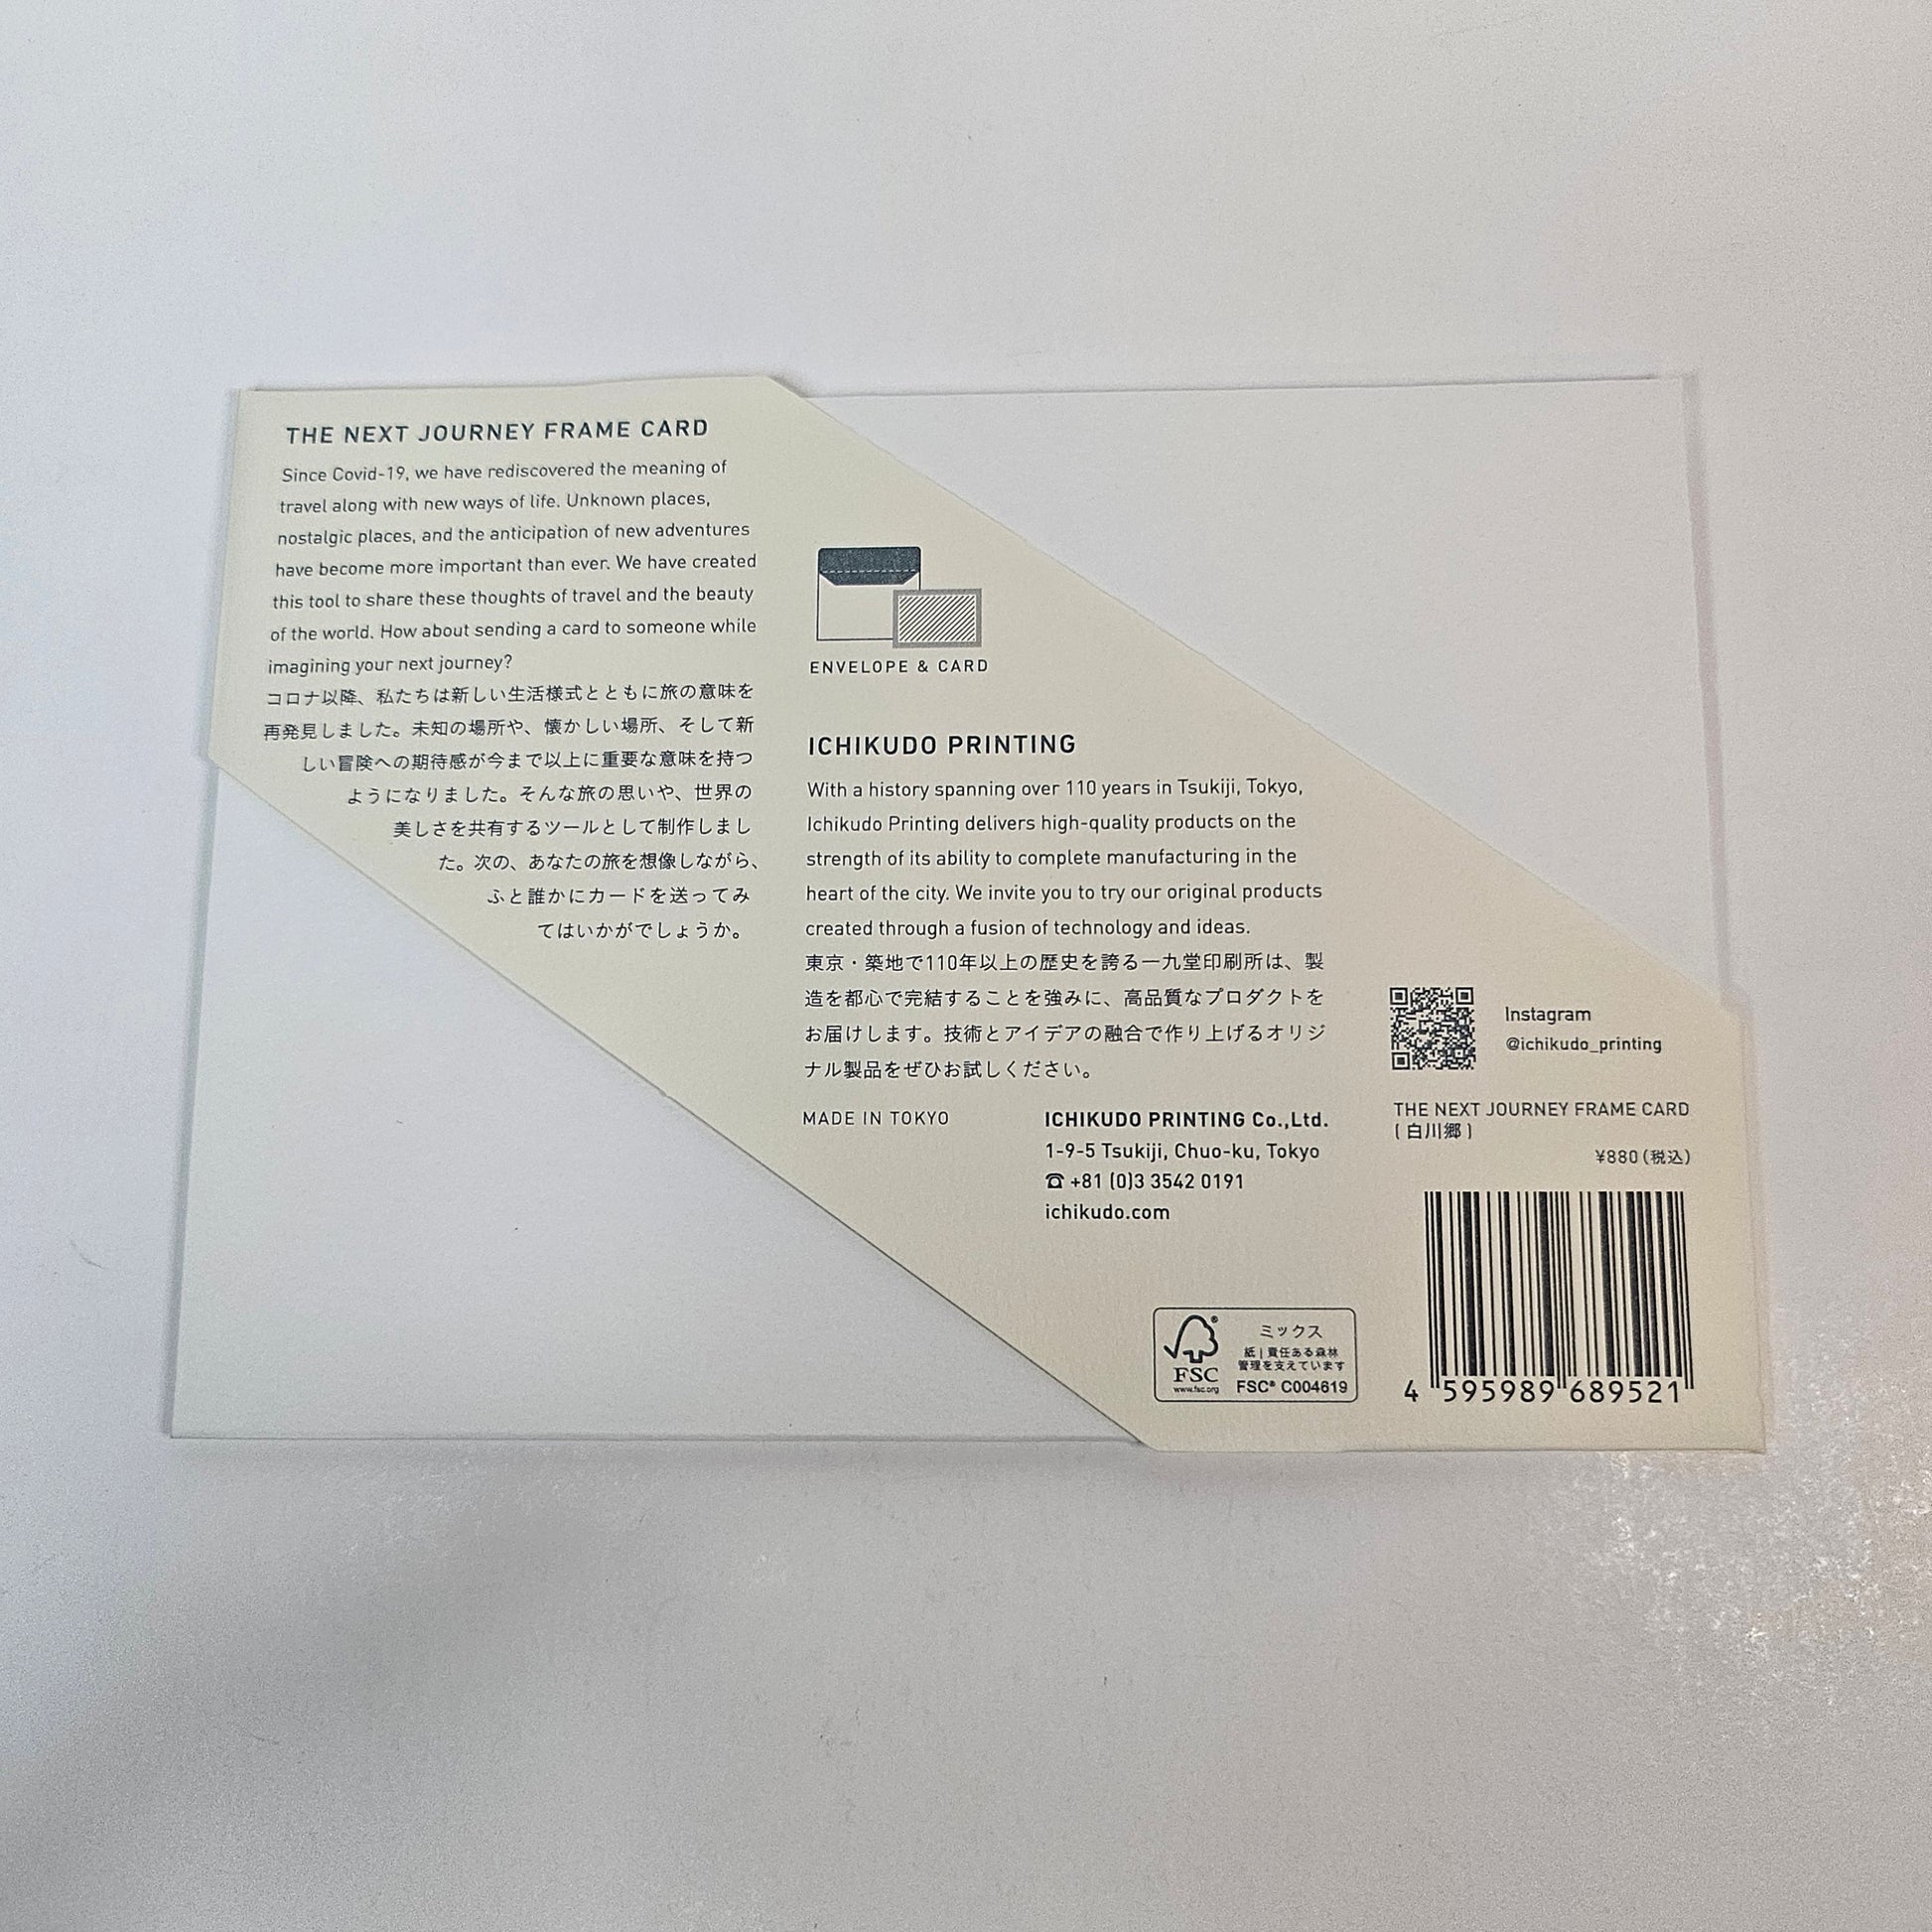 THE NEXT JOURNEY FRAME CARD
Since Covid-19, we have rediscovered the meaning of
travel along with new ways of life. Unknown places,
nostalgic places, and the anticipation of new adventures
have become more important than ever. We have created
this tool to share these thoughts of travel and the beauty
of the world. How about sending a card to someone while
imagining your next journey?
コロナ以降、私たちは新しい生活様式とともに旅の意味を
再発見しました。未知の場所や、懐かしい場所、そして新
しい冒険への期待感が今まで以上に重要な意味を持つ
ようになりました。そんな旅の思いや、世界の
美しさを共有するツールとして制作しまし
た。次の、あなたの旅を想像しながら、
ふと誰かにカードを送ってみ
てはいかがでしょうか。
ENVELOPE & CARD
ICHIKUDO PRINTING
With a history spanning over 110 years in Tsukiji, Tokyo,
Ichikudo Printing delivers high-quality products on the
strength of its ability to complete manufacturing in the
heart of the city. We invite you to try our original products
created through a fusion of technology and ideas.
東京・築地で110年以上の歴史を誇る一九堂印刷所は、製
造を都心で完結することを強みに、高品質なプロダクトを
お届けします。技術とアイデアの融合で作り上げるオリジ
ナル製品をぜひお試しください。
MADE IN TOKYO
ICHIKUDO PRINTING Co.,Ltd.
1-9-5 Tsukiji, Chuo-ku, Tokyo
☎ +81 (0)3 3542 0191
ichikudo.com
Instagram
@ichikudo_printing
THE NEXT JOURNEY FRAME CARD
(白川郷)
¥880(税込)
4 595989 689521
FSC®
www.fsc.org
ミックス
紙 | 責任ある森林
管理を支えています
FSC® C004619